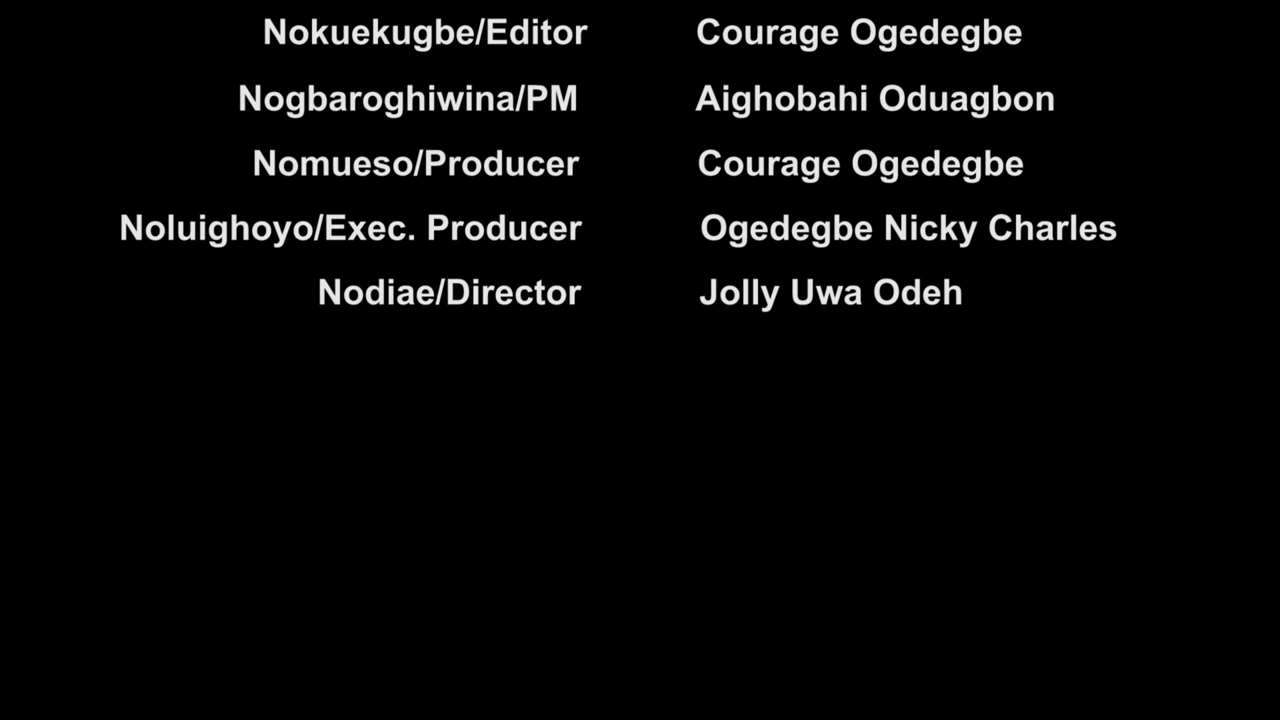 Nokuekugbe/Editor Courage Ogedegbe
Nogbaroghiwina/PM Aighobahi Oduagbon
Nomueso/Producer Courage Ogedegbe
Noluighoyo/Exec. Producer Ogedegbe Nicky Charles
Nodiae/Director Jolly Uwa Odeh